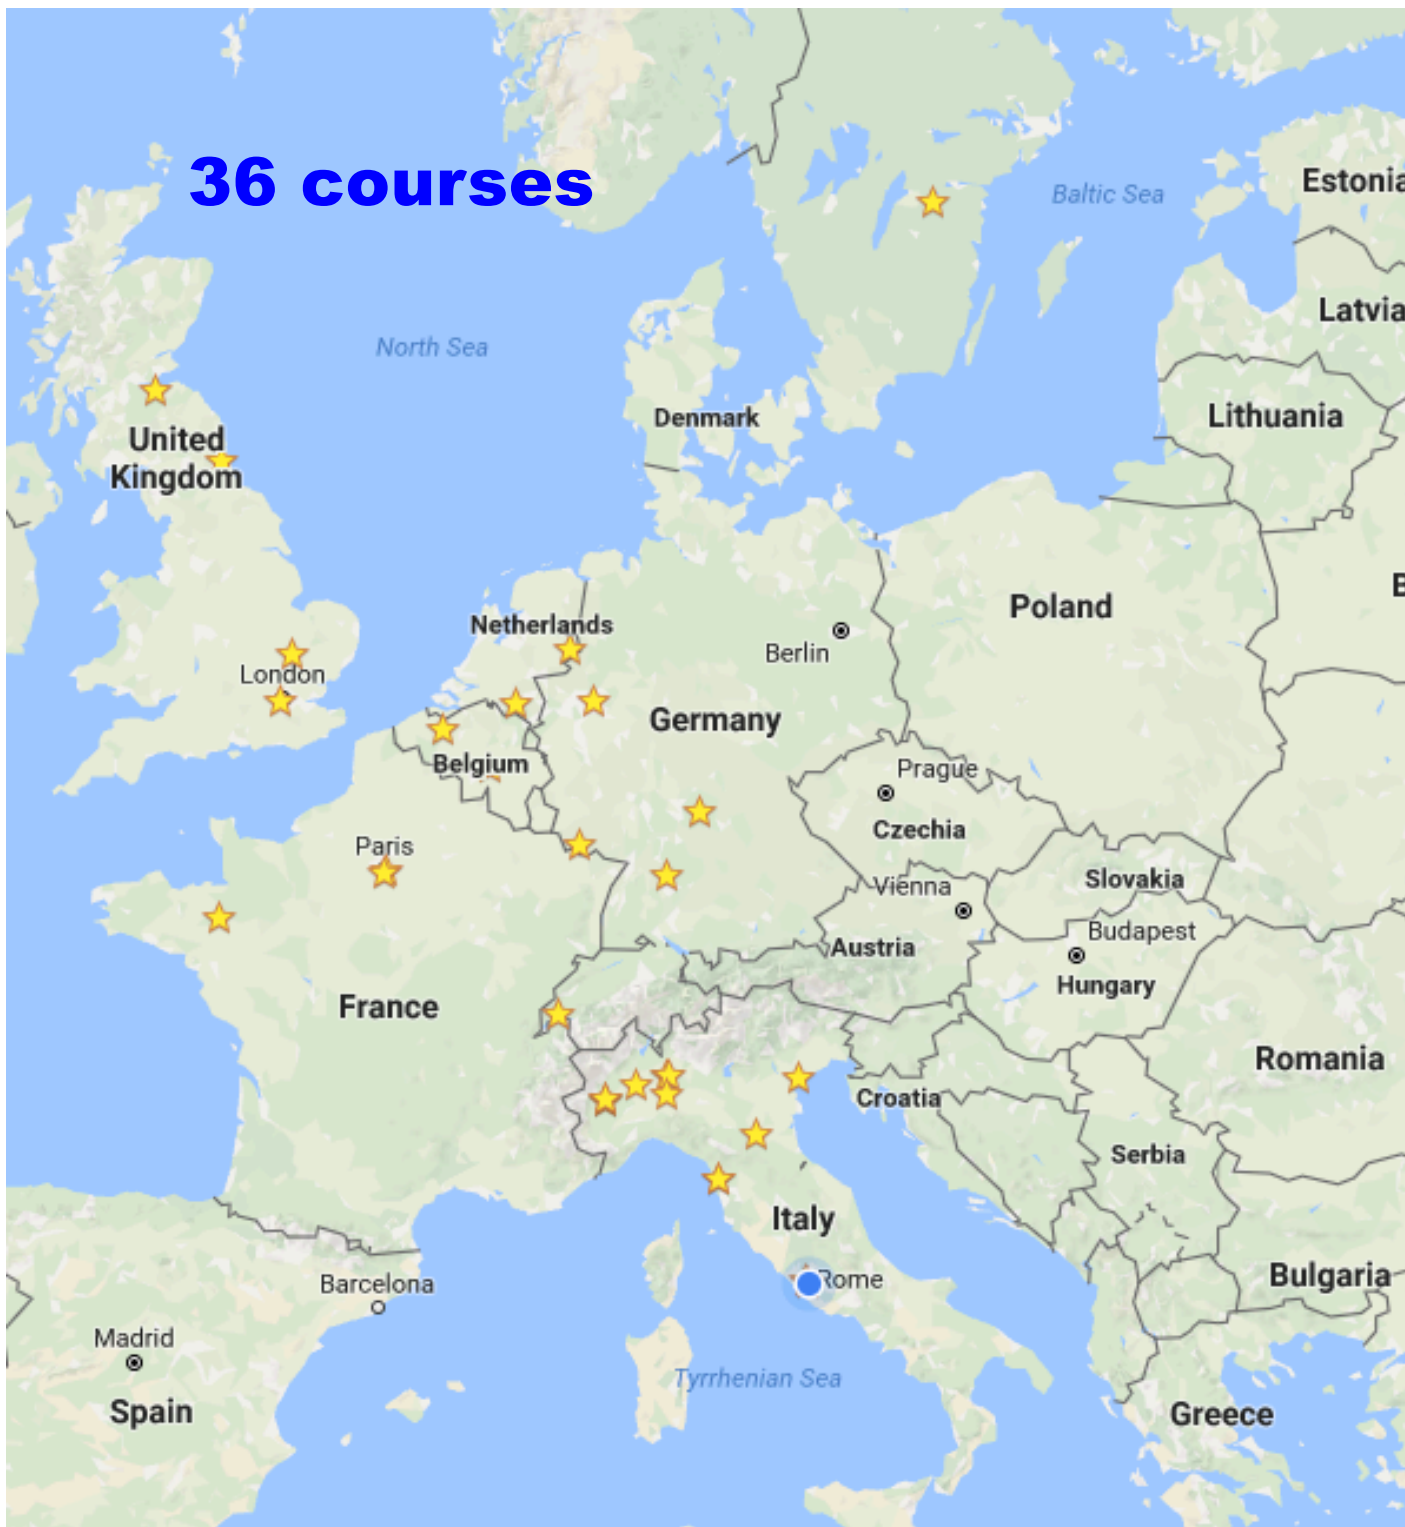 36 courses
Baltic Sea
Estonia
Latvia
North Sea
Denmark
Lithuania
United
Kingdom
Netherlands
Poland
Berlin
London
Germany
Belgium
Prague
Czechia
Paris
Slovakia
Vienna
Budapest
Austria
Hungary
France
Romania
Croatia
Serbia
Italy
Rome
Bulgaria
Barcelona
Madrid
Spain
Tyrrhenian Sea
Greece